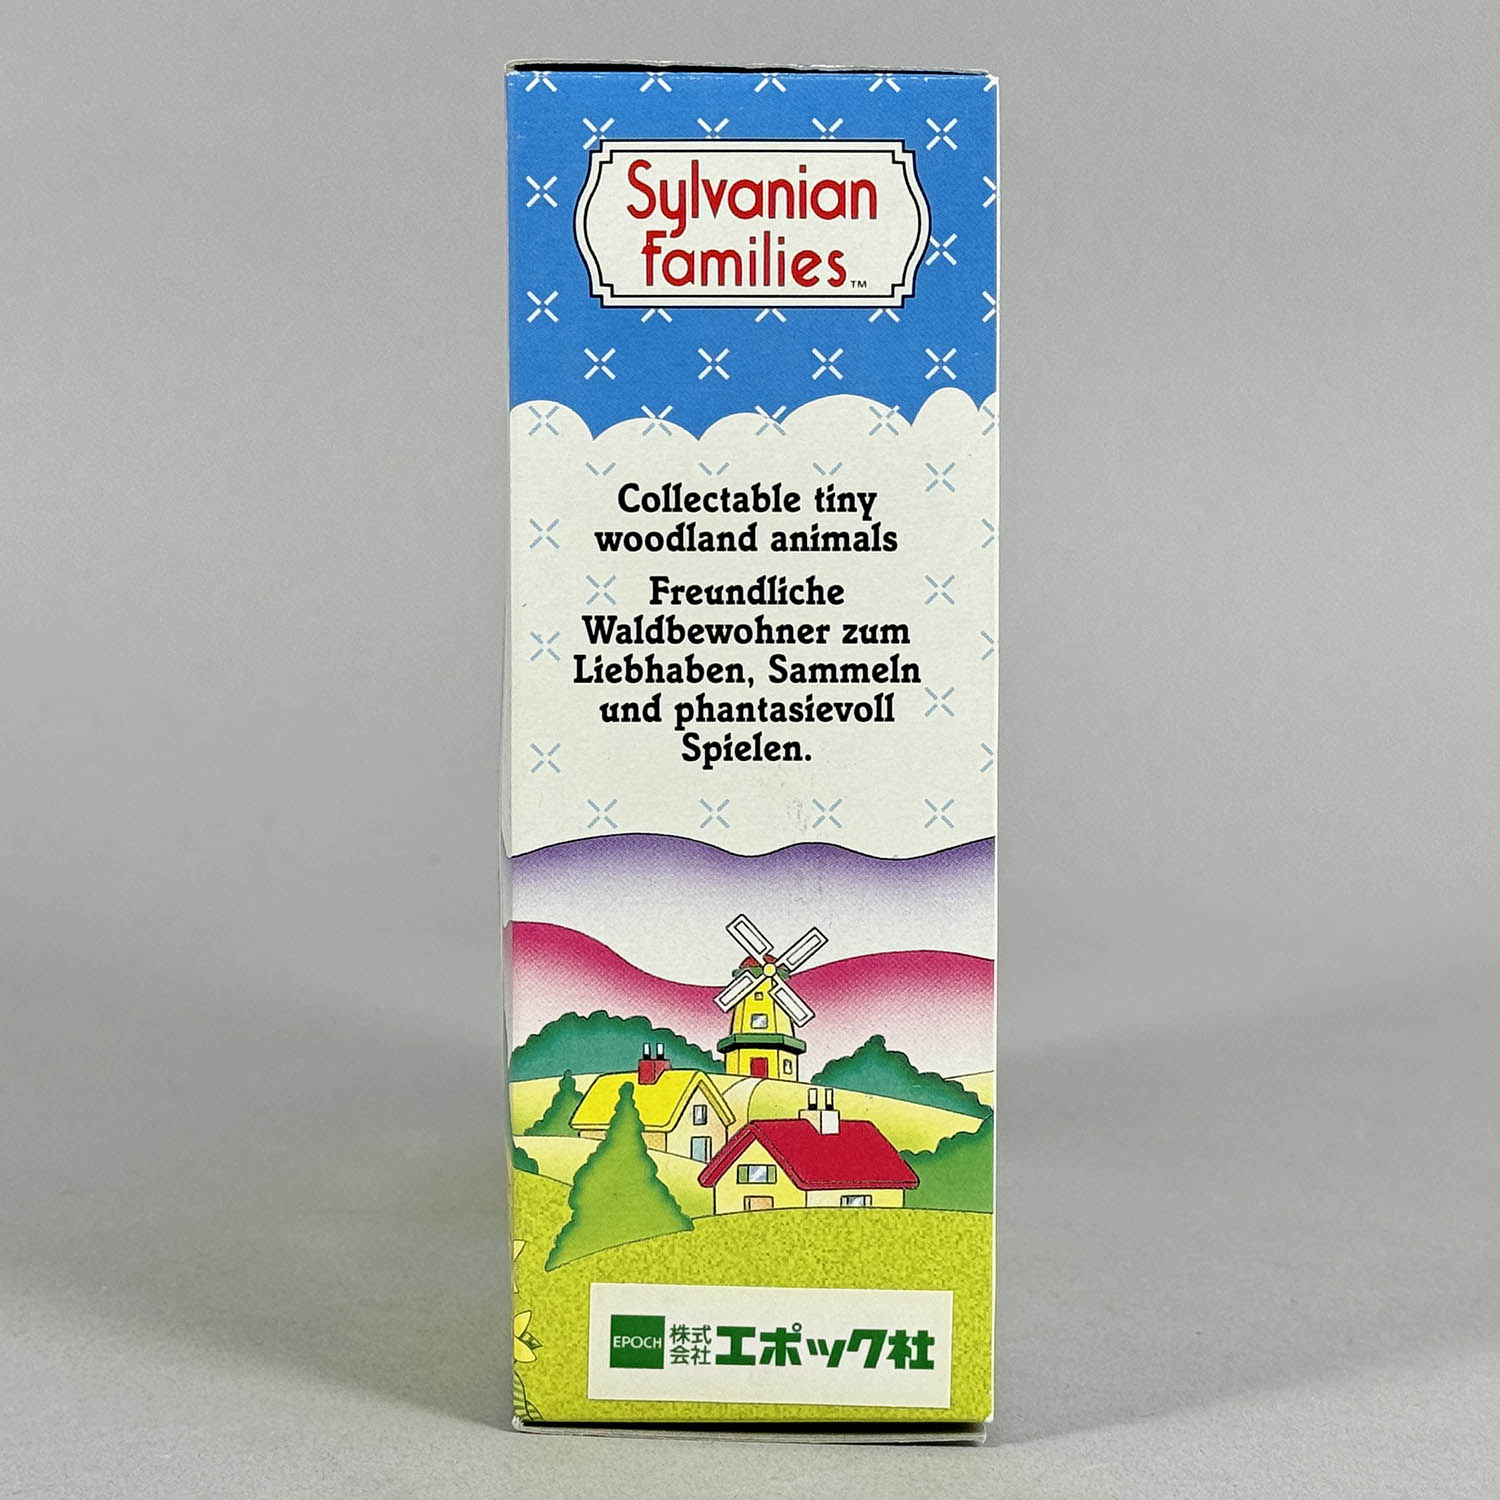 Sylvanian
families™
Collectable tiny
woodland animals
Freundliche
Waldbewohner zum
Liebhaben, Sammeln
und phantasievoll
Spielen.
EPOCH 株式会社 エポック社